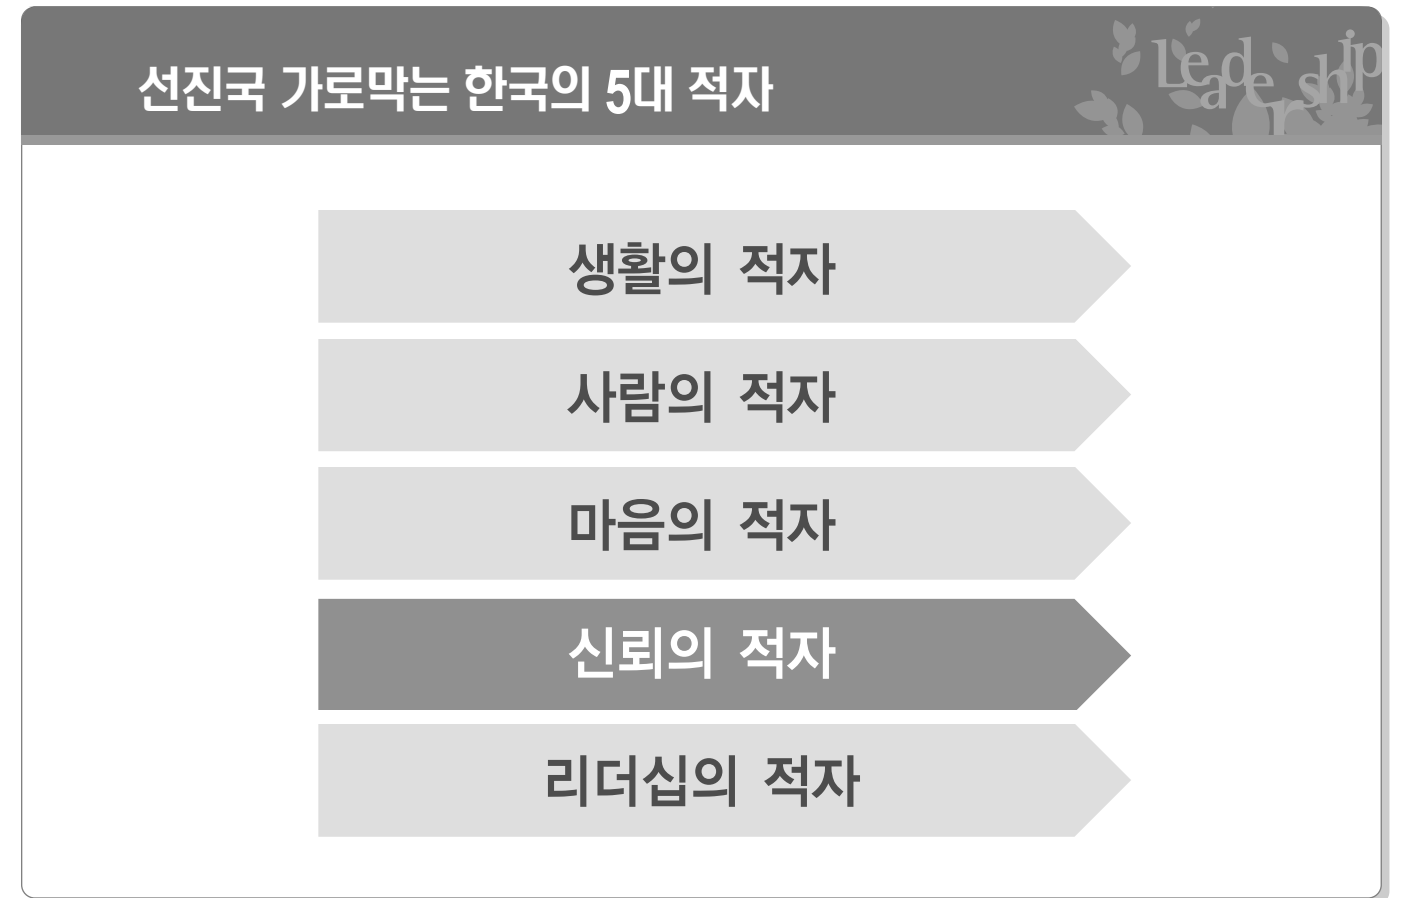 선진국 가로막는 한국의 5대 적자
Leadership
생활의 적자
사람의 적자
마음의 적자
신뢰의 적자
리더십의 적자